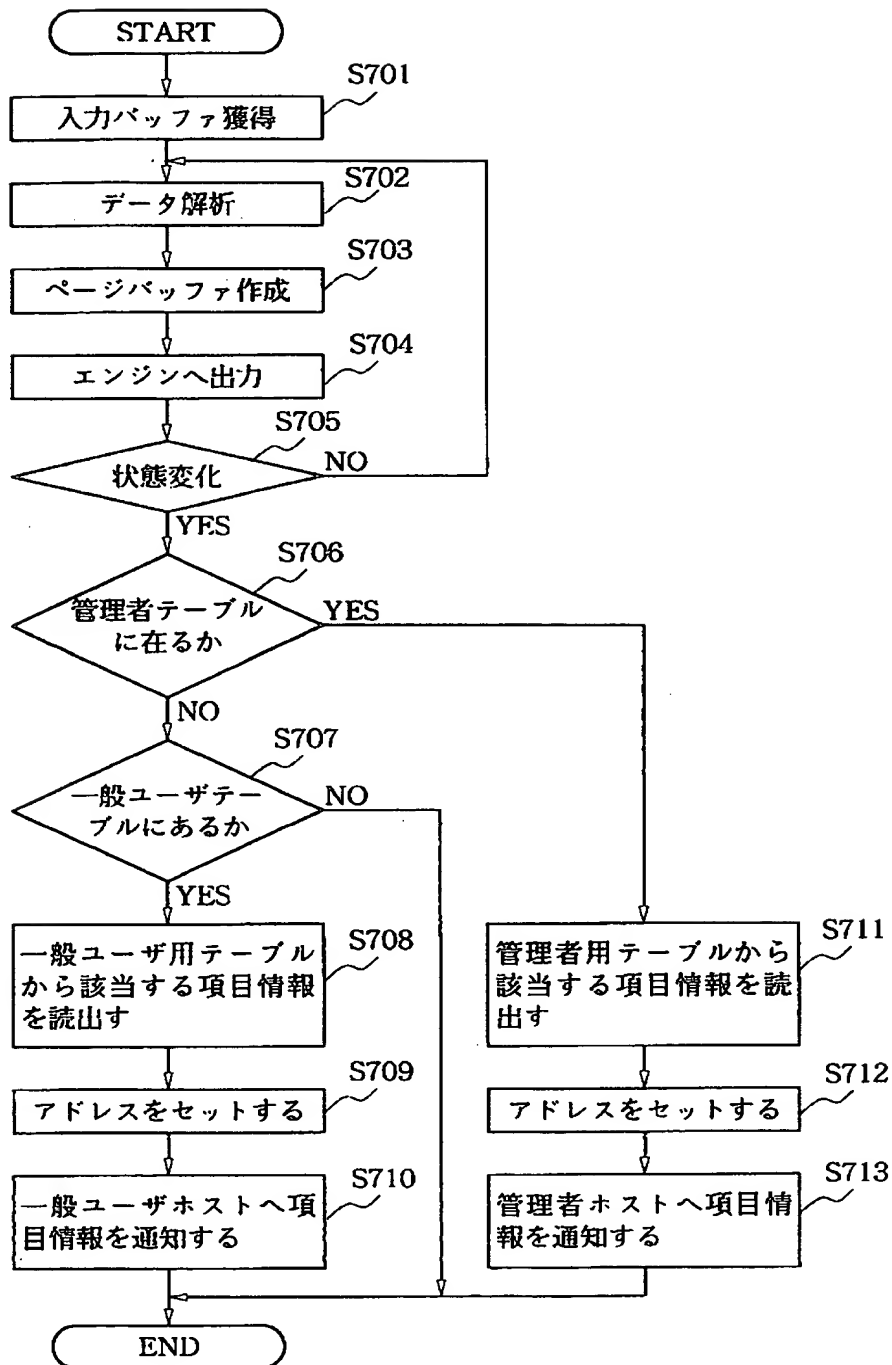 START
S701
入力バッファ獲得
S702
データ解析
S703
ページバッファ作成
S704
エンジンへ出力
S705
状態変化
NO
YES
S706
管理者テーブル
に在るか
YES
NO
S707
一般ユーザテー
ブルにあるか
NO
YES
S708
一般ユーザ用テーブル
から該当する項目情報
を読出す
S709
アドレスをセットする
S710
一般ユーザホストへ項
目情報を通知する
S711
管理者用テーブルから
該当する項目情報を読
出す
S712
アドレスをセットする
S713
管理者ホストへ項目情
報を通知する
END